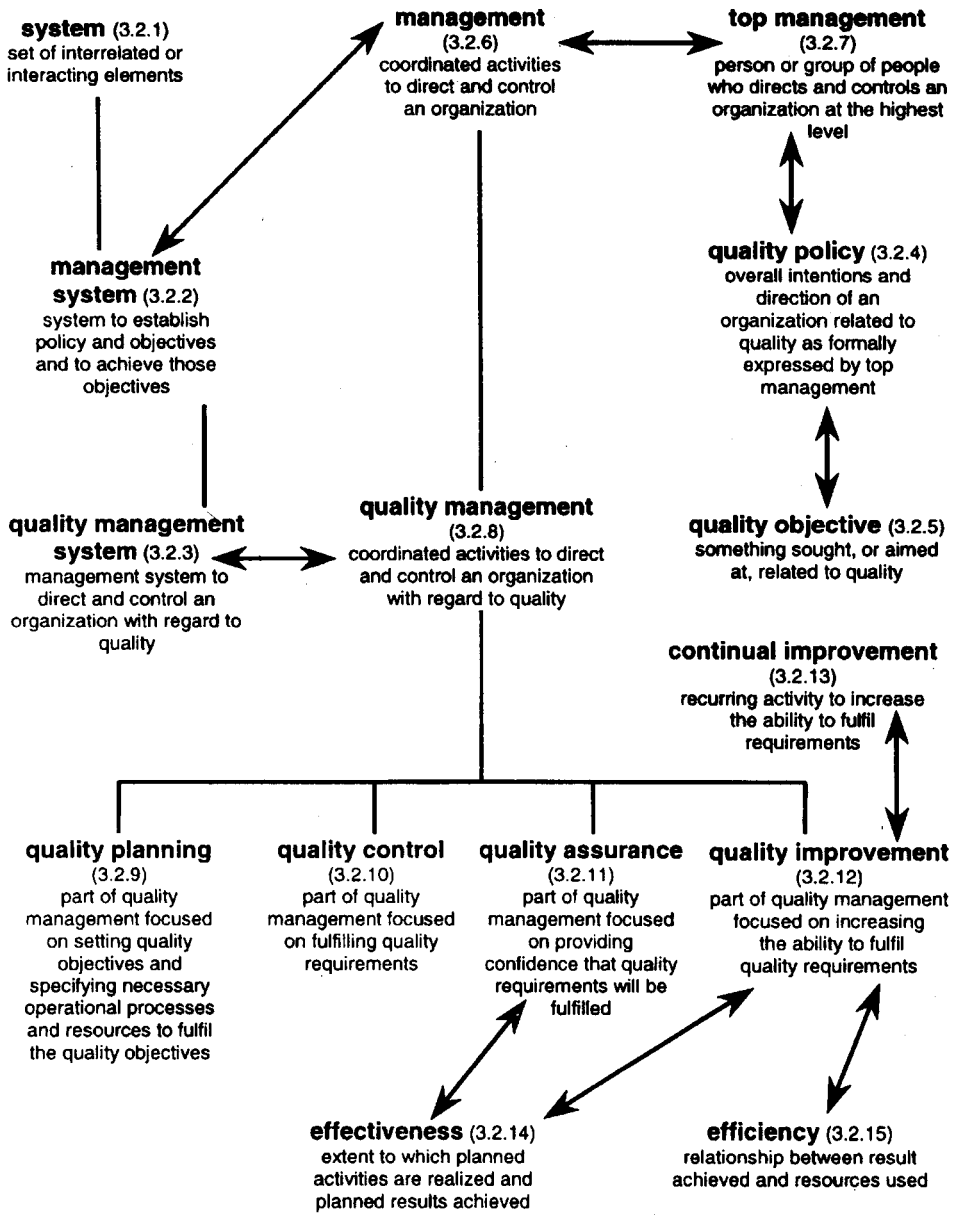 system (3.2.1)
set of interrelated or
interacting elements
management
(3.2.6)
coordinated activities
to direct and control
an organization
top management
(3.2.7)
person or group of people
who directs and controls an
organization at the highest
level
management
system (3.2.2)
system to establish
policy and objectives
and to achieve those
objectives
quality policy (3.2.4)
overall intentions and
direction of an
organization related to
quality as formally
expressed by top
management
quality management
system (3.2.3)
management system to
direct and control an
organization with regard to
quality
quality management
(3.2.8)
coordinated activities to direct
and control an organization
with regard to quality
quality objective (3.2.5)
something sought, or aimed
at, related to quality
continual improvement
(3.2.13)
recurring activity to increase
the ability to fulfil
requirements
quality planning
(3.2.9)
part of quality
management focused
on setting quality
objectives and
specifying necessary
operational processes
and resources to fulfil
the quality objectives
quality control
(3.2.10)
part of quality
management focused
on fulfilling quality
requirements
quality assurance
(3.2.11)
part of quality
management focused
on providing
confidence that quality
requirements will be
fulfilled
quality improvement
(3.2.12)
part of quality management
focused on increasing
the ability to fulfil
quality requirements
effectiveness (3.2.14)
extent to which planned
activities are realized and
planned results achieved
efficiency (3.2.15)
relationship between result
achieved and resources used